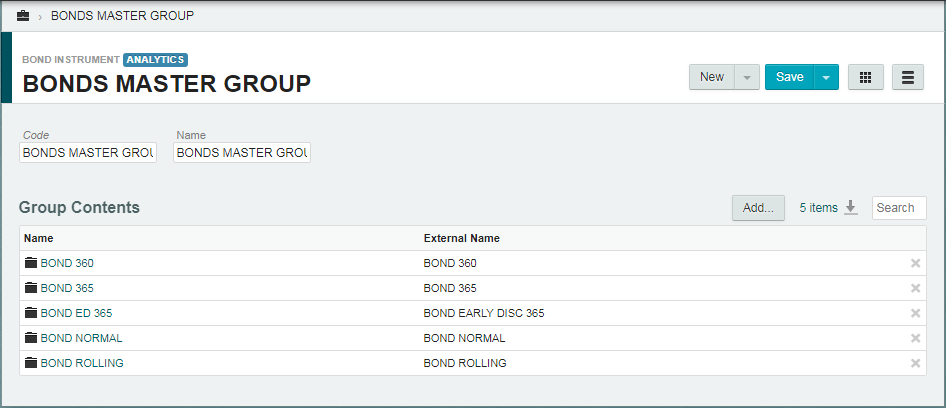 › BONDS MASTER GROUP
BOND INSTRUMENT ANALYTICS
BONDS MASTER GROUP
New Save
Code Name
BONDS MASTER GROU BONDS MASTER GROU
Group Contents Add... 5 items Search
Name External Name
BOND 360 BOND 360
BOND 365 BOND 365
BOND ED 365 BOND EARLY DISC 365
BOND NORMAL BOND NORMAL
BOND ROLLING BOND ROLLING